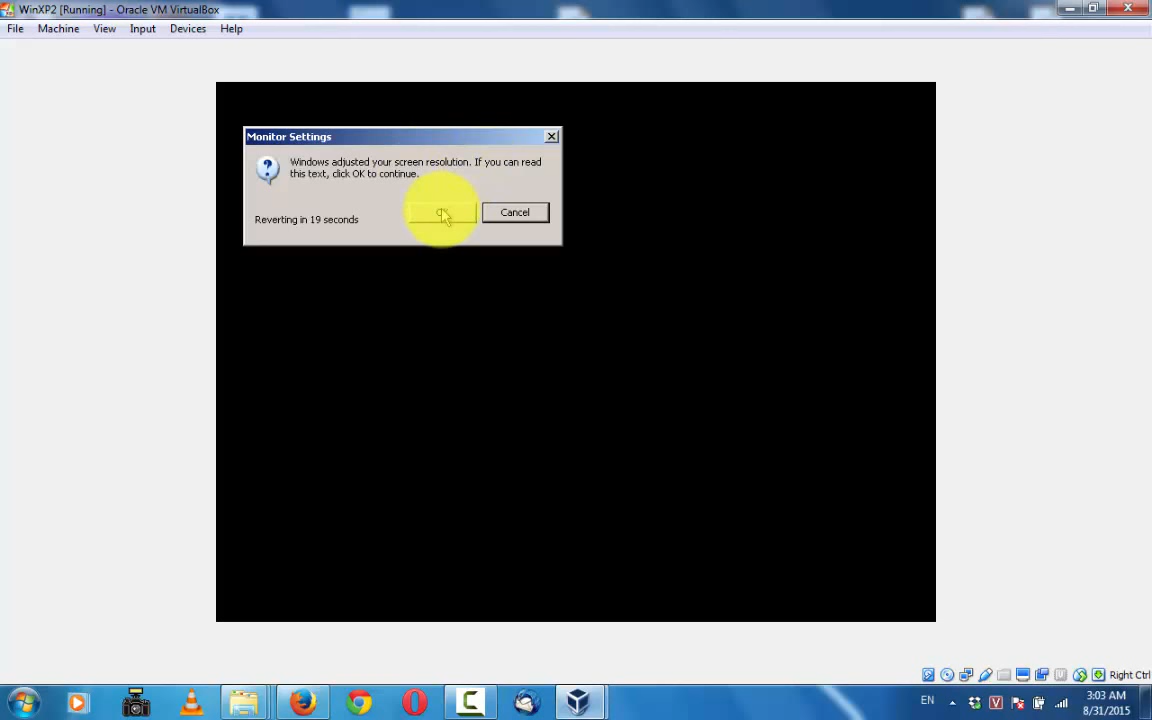 WinXP2 [Running] - Oracle VM VirtualBox
File Machine View Input Devices Help
Monitor Settings
Windows adjusted your screen resolution. If you can read
this text, click OK to continue.
Cancel
Reverting in 19 seconds
Right Ctrl
EN
3:03 AM
8/31/2015